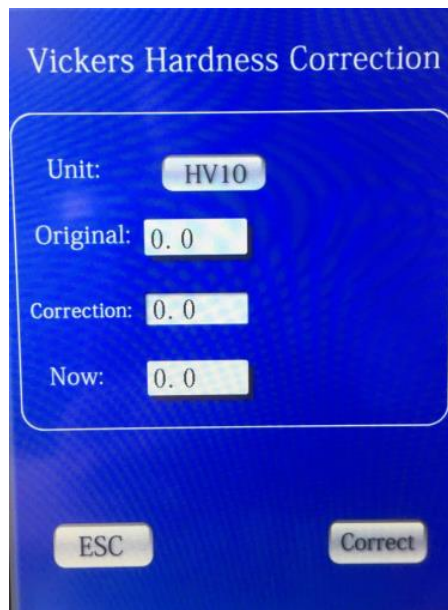 Vickers Hardness Correction
Unit: HV10
Original: 0.0
Correction: 0.0
Now: 0.0
ESC Correct